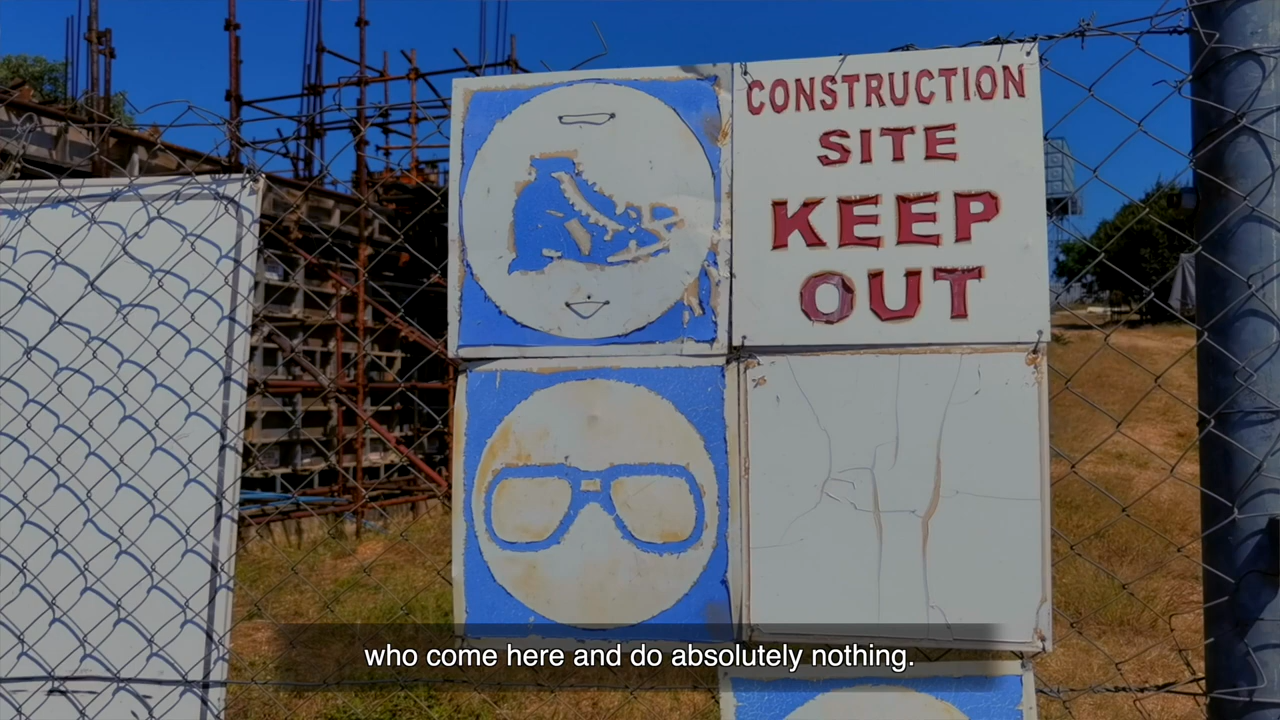 CONSTRUCTION
SITE
KEEP
OUT
who come here and do absolutely nothing.